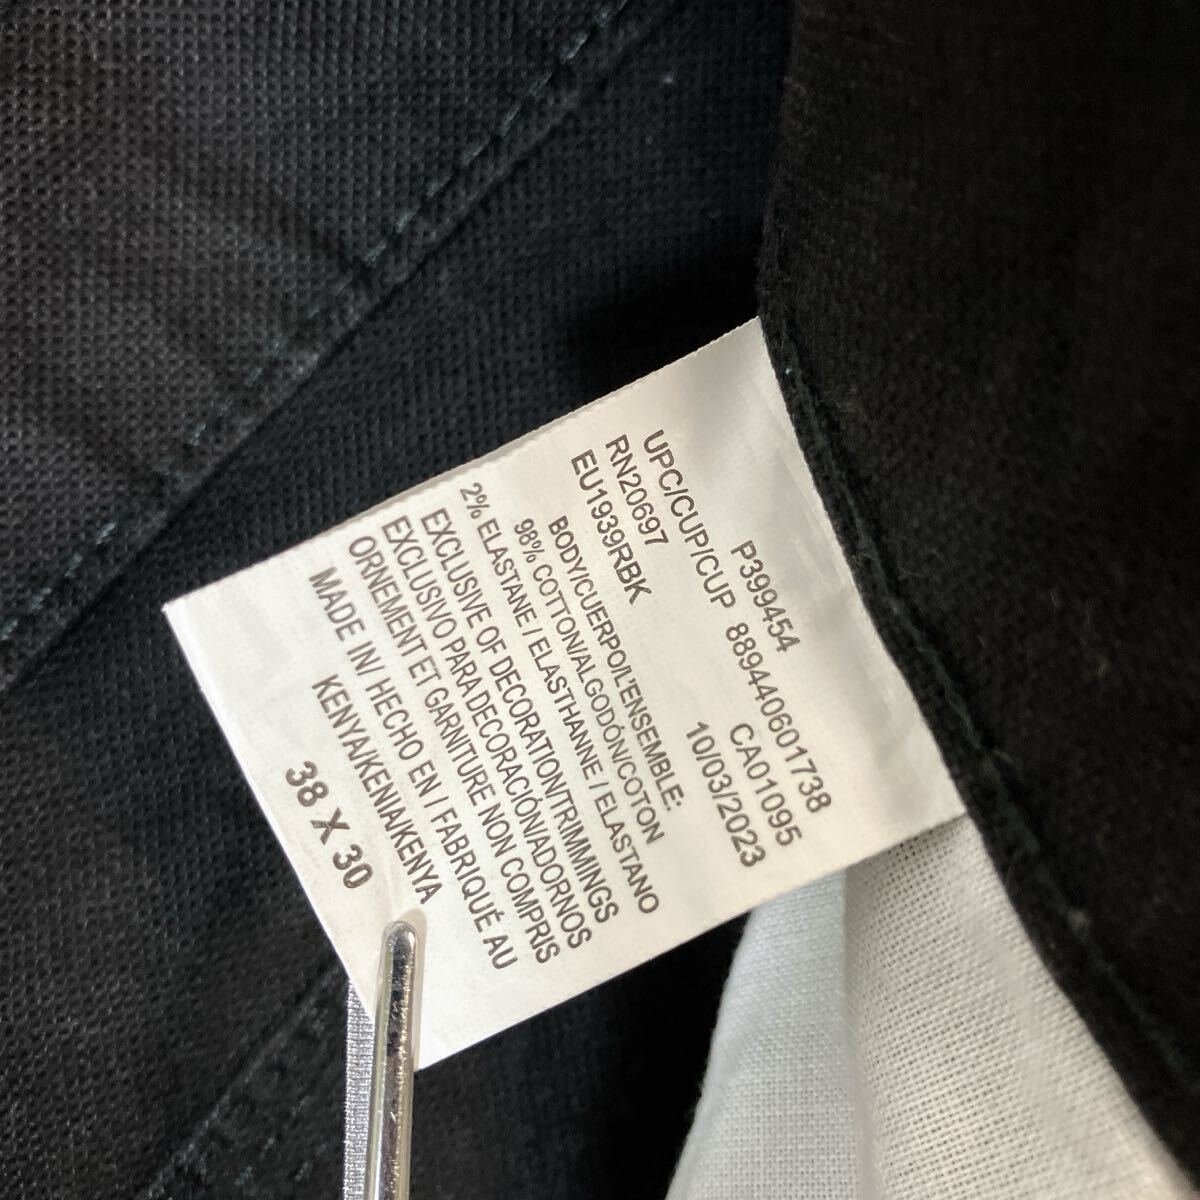 P399454
UPC/CUP/CUP 889440601738
RN20697 CA01095
EU1939RBK 10/03/2023
BODY/CUERPO/L'ENSEMBLE:
98% COTTON/ALGODÓN/COTON
2% ELASTANE / ELASTHANNE / ELASTANO
EXCLUSIVE OF DECORATION/TRIMMINGS
EXCLUSIVO PARA DECORACIÓN/ADORNOS
ORNEMENT ET GARNITURE NON COMPRIS
MADE IN/ HECHO EN / FABRIQUÉ AU
KENYA/KENIA/KENYA
38 X 30